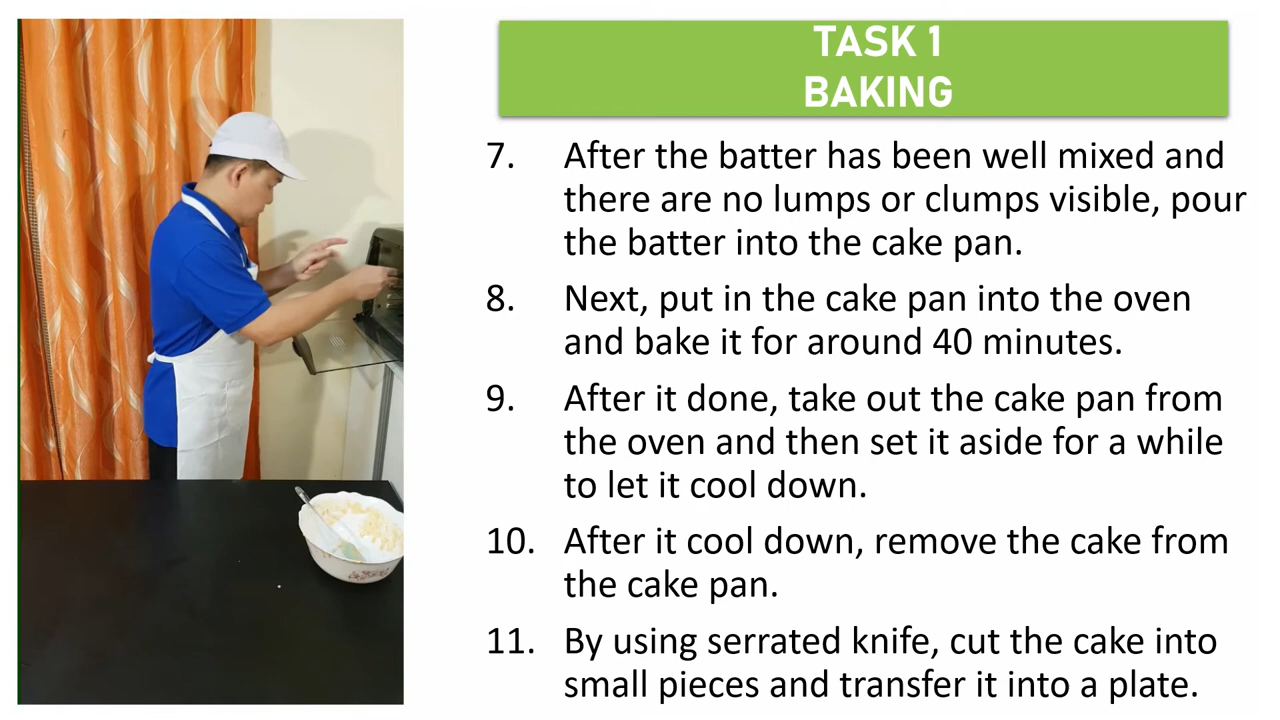 TASK 1
BAKING
7. After the batter has been well mixed and
there are no lumps or clumps visible, pour
the batter into the cake pan.
8. Next, put in the cake pan into the oven
and bake it for around 40 minutes.
9. After it done, take out the cake pan from
the oven and then set it aside for a while
to let it cool down.
10. After it cool down, remove the cake from
the cake pan.
11. By using serrated knife, cut the cake into
small pieces and transfer it into a plate.